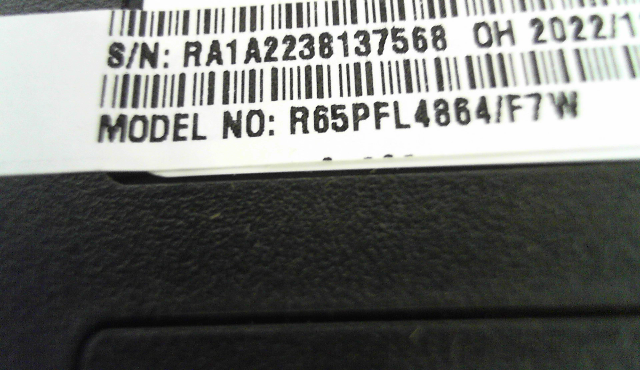 S/N: RA1A2238137568 OH 2022/1
MODEL NO: R65PFL4864/F7W